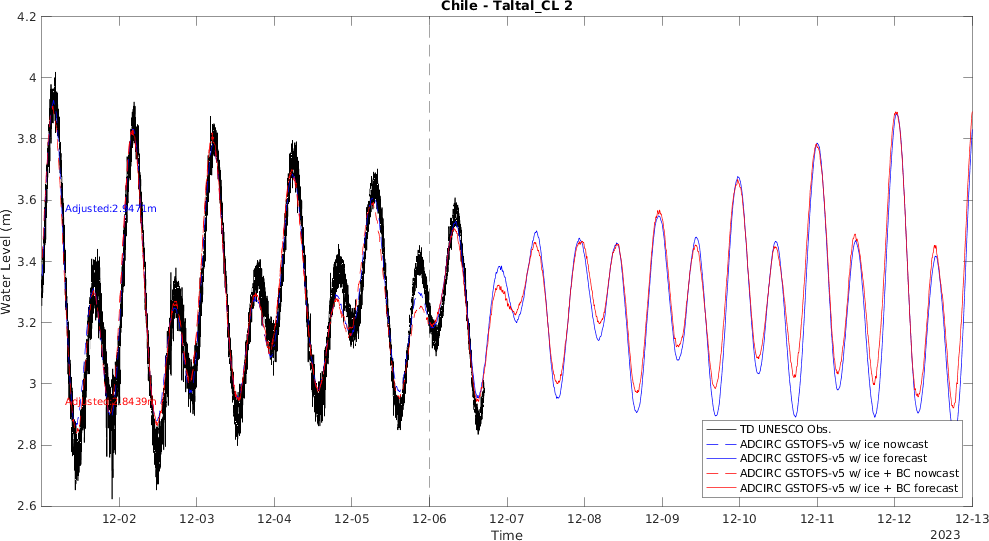 Chile - Taltal_CL 2
4.2
4
3.8
3.6
3.4
3.2
3
2.8
2.6
Water Level (m)
Adjusted:2.9471m
12-02
12-03
12-04
12-05
12-06
12-07
12-08
12-09
12-10
12-11
12-12
12-13
Time
2023
TD UNESCO Obs.
ADCIRC GSTOFS-v5 w/ ice nowcast
ADCIRC GSTOFS-v5 w/ ice forecast
ADCIRC GSTOFS-v5 w/ ice + BC nowcast
ADCIRC GSTOFS-v5 w/ ice + BC forecast